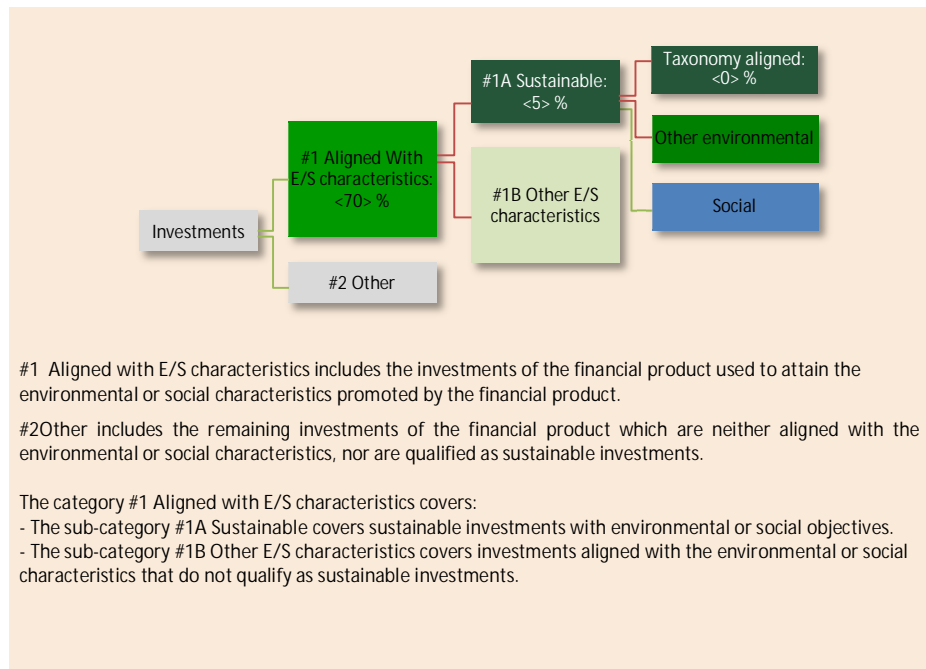 Taxonomy aligned:
<0> %
#1A Sustainable:
<5> %
Other environmental
#1 Aligned With
E/S characteristics:
<70> %
#1B Other E/S
characteristics
Social
Investments
#2 Other
#1 Aligned with E/S characteristics includes the investments of the financial product used to attain the
environmental or social characteristics promoted by the financial product.
#2Other includes the remaining investments of the financial product which are neither aligned with the
environmental or social characteristics, nor are qualified as sustainable investments.
The category #1 Aligned with E/S characteristics covers:
- The sub-category #1A Sustainable covers sustainable investments with environmental or social objectives.
- The sub-category #1B Other E/S characteristics covers investments aligned with the environmental or social
characteristics that do not qualify as sustainable investments.